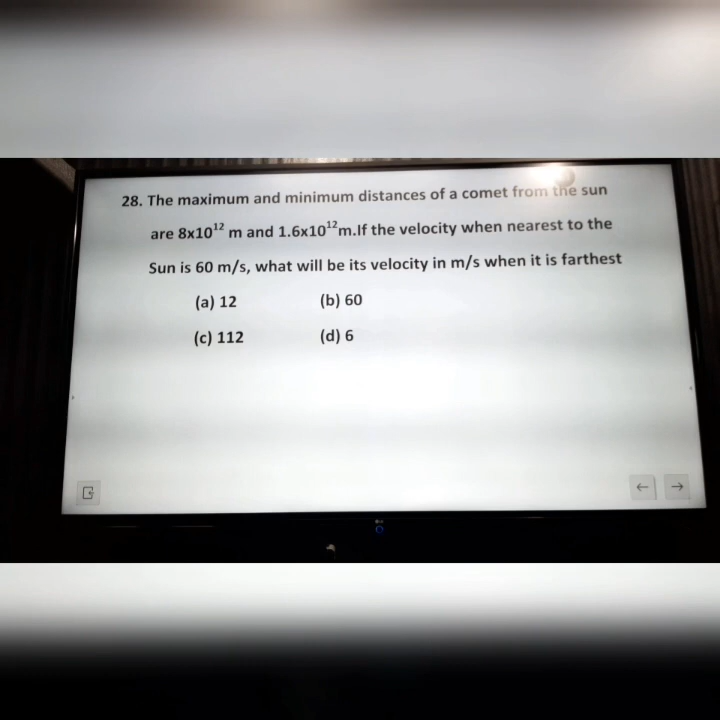 28. The maximum and minimum distances of a comet from the sun
are 8x10¹² m and 1.6x10¹²m.If the velocity when nearest to the
Sun is 60 m/s, what will be its velocity in m/s when it is farthest
(a) 12 (b) 60
(c) 112 (d) 6